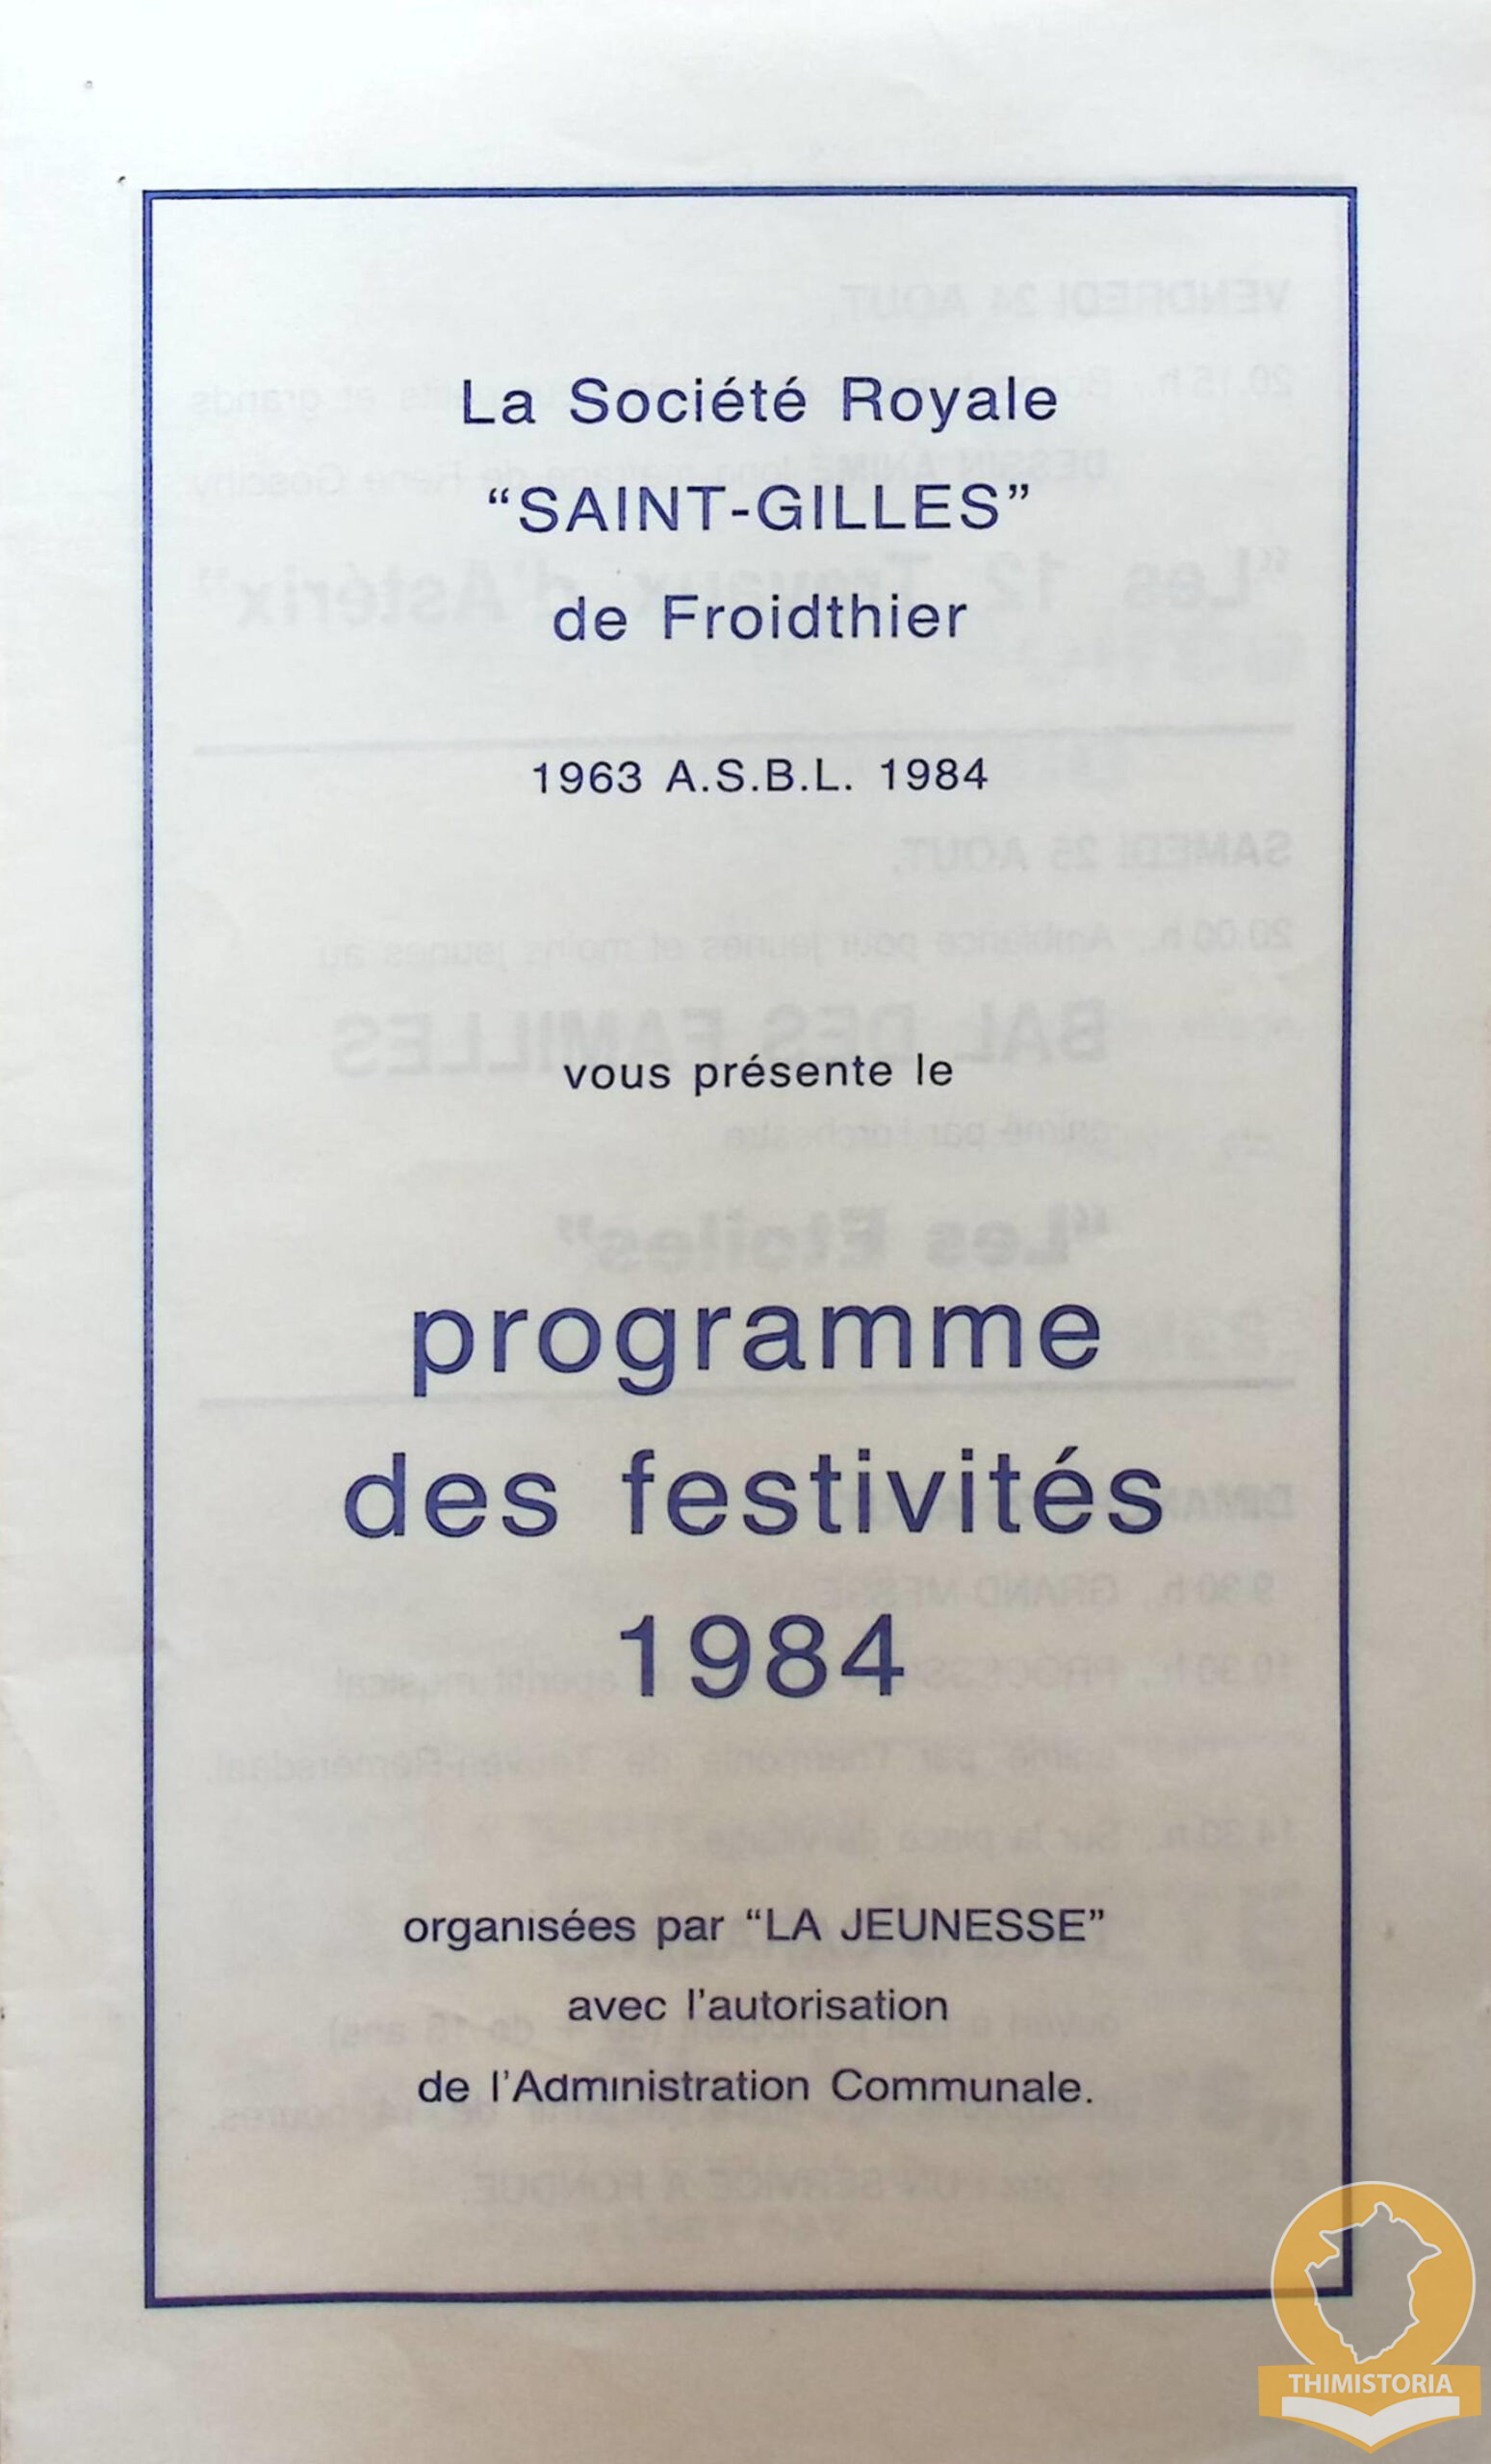 La Société Royale
“SAINT-GILLES”
de Froidthier
1963 A.S.B.L. 1984
vous présente le
programme
des festivités
1984
organisées par “LA JEUNESSE”
avec l'autorisation
de l'Administration Communale.
THIMISTORIA